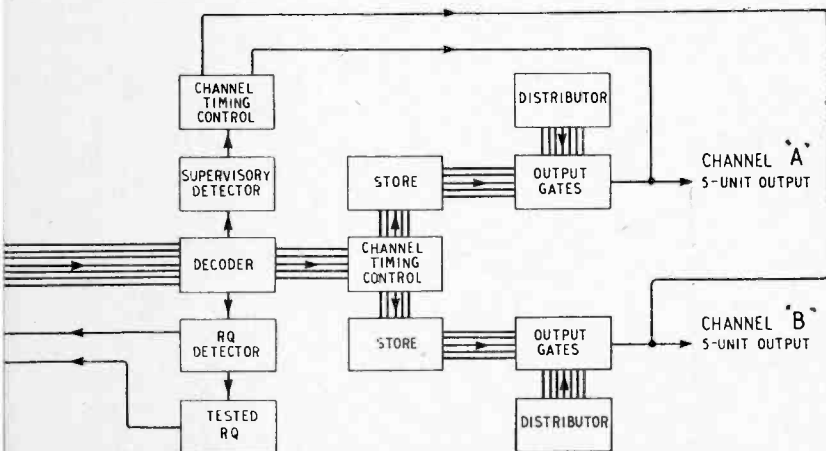 CHANNEL
TIMING
CONTROL
DISTRIBUTOR
SUPERVISORY
DETECTOR
STORE
OUTPUT
GATES
CHANNEL "A"
5-UNIT OUTPUT
DECODER
CHANNEL
TIMING
CONTROL
RQ
DETECTOR
STORE
OUTPUT
GATES
CHANNEL "B"
5-UNIT OUTPUT
TESTED
RQ
DISTRIBUTOR